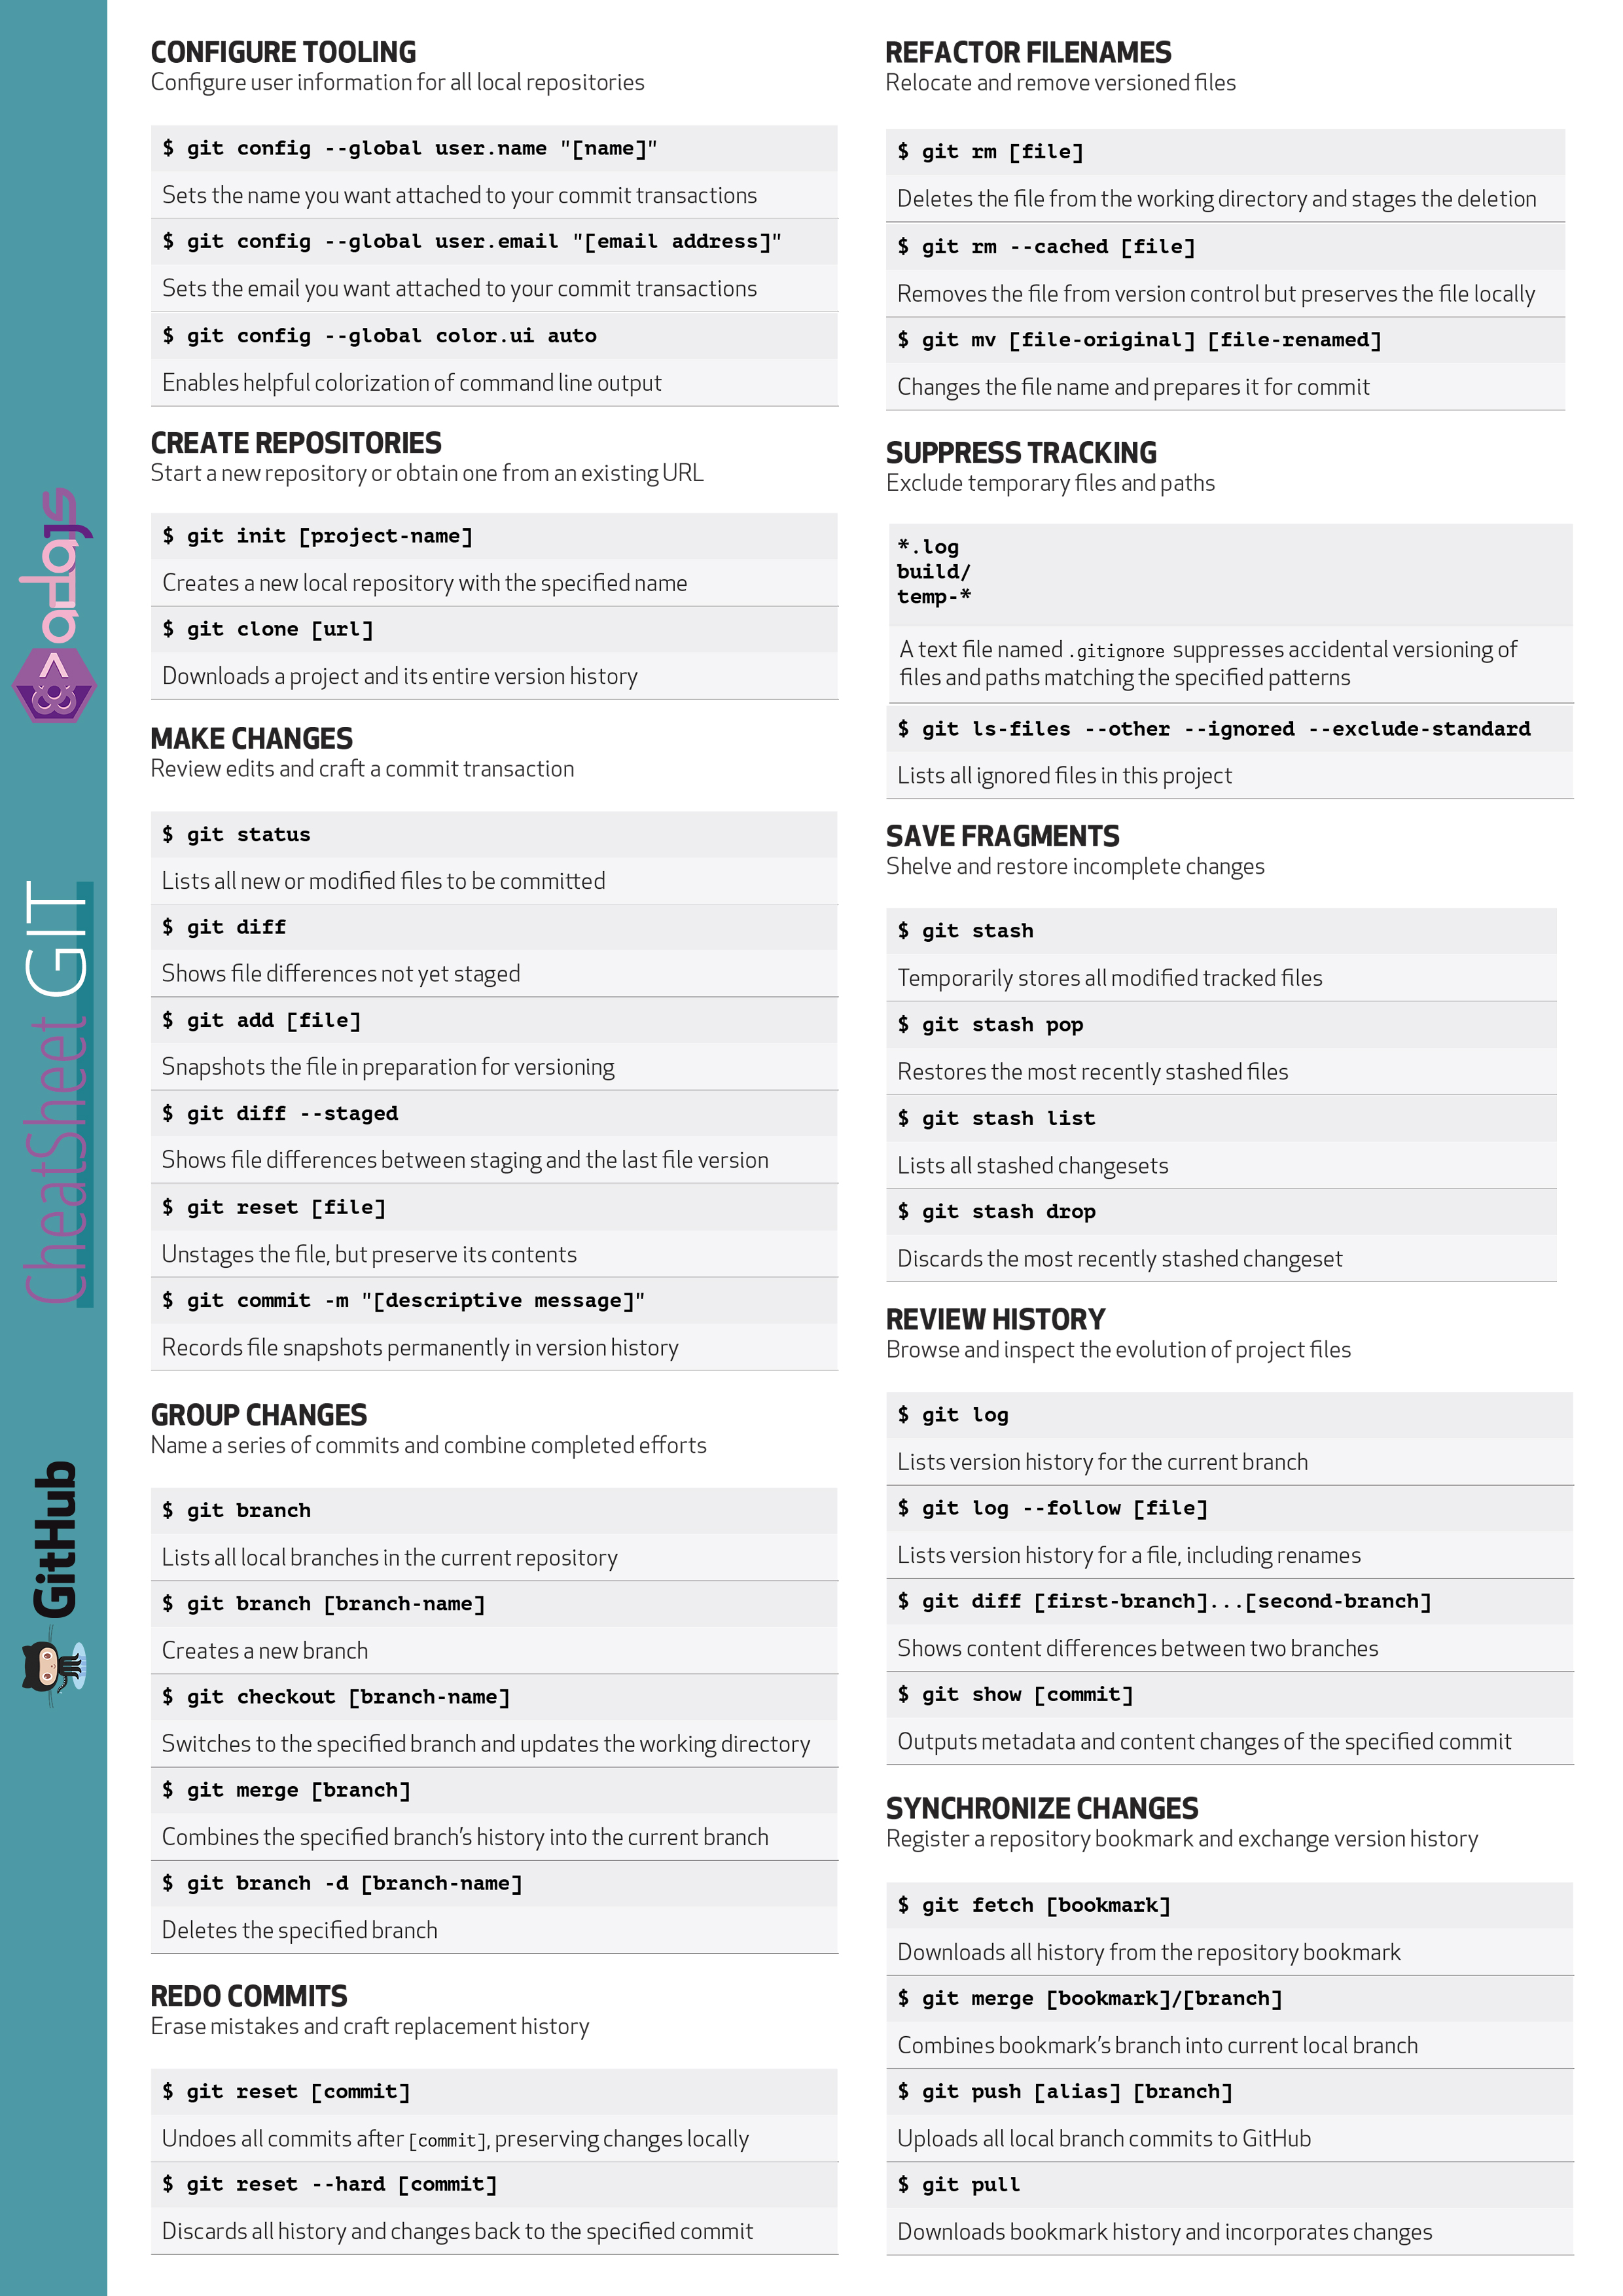 CONFIGURE TOOLING
Configure user information for all local repositories
$ git config --global user.name "[name]"
Sets the name you want attached to your commit transactions
$ git config --global user.email "[email address]"
Sets the email you want attached to your commit transactions
$ git config --global color.ui auto
Enables helpful colorization of command line output
CREATE REPOSITORIES
Start a new repository or obtain one from an existing URL
$ git init [project-name]
Creates a new local repository with the specified name
$ git clone [url]
Downloads a project and its entire version history
MAKE CHANGES
Review edits and craft a commit transaction
$ git status
Lists all new or modified files to be committed
$ git diff
Shows file differences not yet staged
$ git add [file]
Snapshots the file in preparation for versioning
$ git diff --staged
Shows file differences between staging and the last file version
$ git reset [file]
Unstages the file, but preserve its contents
$ git commit -m "[descriptive message]"
Records file snapshots permanently in version history
GROUP CHANGES
Name a series of commits and combine completed efforts
$ git branch
Lists all local branches in the current repository
$ git branch [branch-name]
Creates a new branch
$ git checkout [branch-name]
Switches to the specified branch and updates the working directory
$ git merge [branch]
Combines the specified branch’s history into the current branch
$ git branch -d [branch-name]
Deletes the specified branch
REDO COMMITS
Erase mistakes and craft replacement history
$ git reset [commit]
Undoes all commits after [commit], preserving changes locally
$ git reset --hard [commit]
Discards all history and changes back to the specified commit
REFACTOR FILENAMES
Relocate and remove versioned files
$ git rm [file]
Deletes the file from the working directory and stages the deletion
$ git rm --cached [file]
Removes the file from version control but preserves the file locally
$ git mv [file-original] [file-renamed]
Changes the file name and prepares it for commit
SUPPRESS TRACKING
Exclude temporary files and paths
*.log
build/
temp-*
A text file named .gitignore suppresses accidental versioning of
files and paths matching the specified patterns
$ git ls-files --other --ignored --exclude-standard
Lists all ignored files in this project
SAVE FRAGMENTS
Shelve and restore incomplete changes
$ git stash
Temporarily stores all modified tracked files
$ git stash pop
Restores the most recently stashed files
$ git stash list
Lists all stashed changesets
$ git stash drop
Discards the most recently stashed changeset
REVIEW HISTORY
Browse and inspect the evolution of project files
$ git log
Lists version history for the current branch
$ git log --follow [file]
Lists version history for a file, including renames
$ git diff [first-branch]...[second-branch]
Shows content differences between two branches
$ git show [commit]
Outputs metadata and content changes of the specified commit
SYNCHRONIZE CHANGES
Register a repository bookmark and exchange version history
$ git fetch [bookmark]
Downloads all history from the repository bookmark
$ git merge [bookmark]/[branch]
Combines bookmark’s branch into current local branch
$ git push [alias] [branch]
Uploads all local branch commits to GitHub
$ git pull
Downloads bookmark history and incorporates changes
GitHub
CheatSheet GIT
adajs